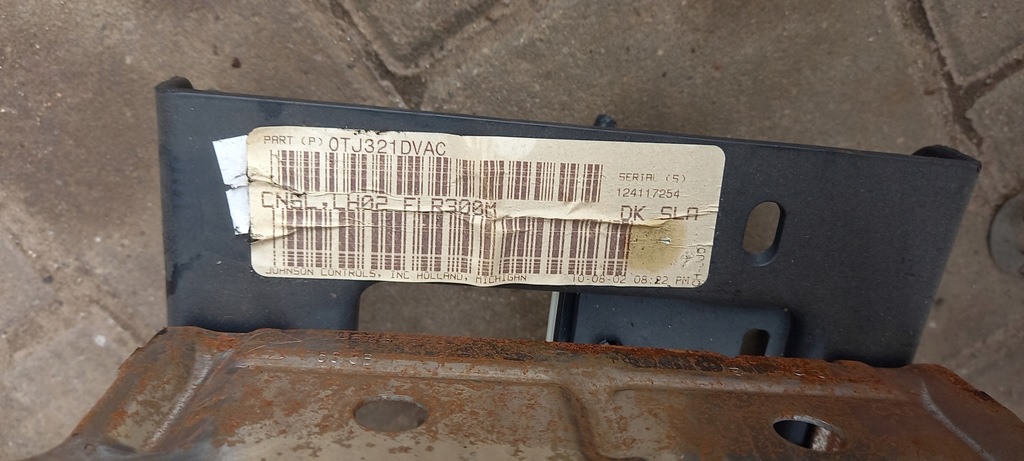 PART (P) 0TJ321DVAC
SERIAL (S)
124117254
CNSL,LH02 FLR300M DK SLA
JOHNSON CONTROLS, INC HOLLAND, MICHIGAN 10-08-02 08:22 PM